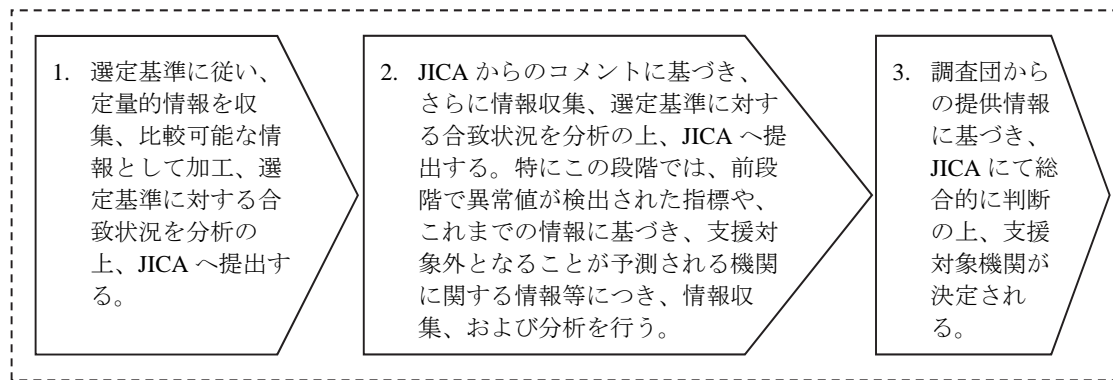 1. 選定基準に従い、
定量的情報を収
集、比較可能な情
報として加工、選
定基準に対する合
致状況を分析の
上、JICA へ提出す
る。
2. JICA からのコメントに基づき、
さらに情報収集、選定基準に対す
る合致状況を分析の上、JICA へ提
出する。特にこの段階では、前段
階で異常値が検出された指標や、
これまでの情報に基づき、支援対
象外となることが予測される機関
に関する情報等につき、情報収
集、および分析を行う。
3. 調査団から
の提供情報
に基づき、
JICA にて総
合的に判断
の上、支援
対象機関が
決定され
る。